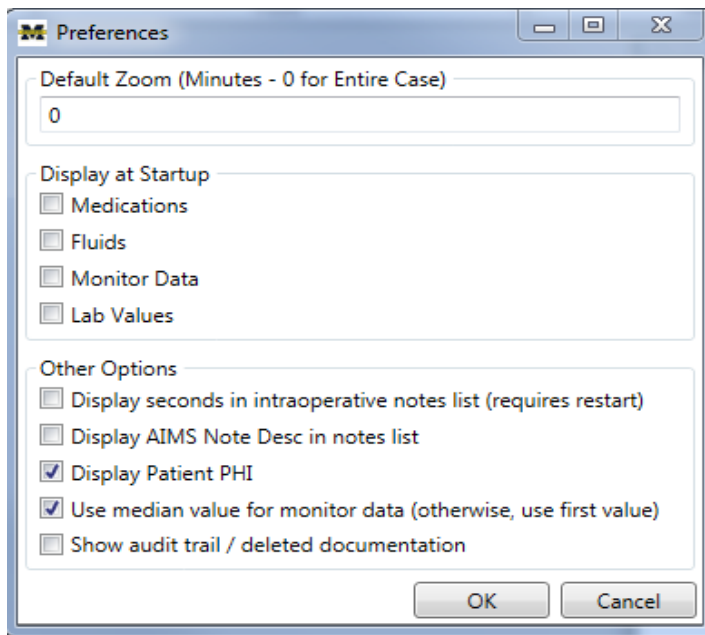 M Preferences
Default Zoom (Minutes - 0 for Entire Case)
0
Display at Startup
Medications
Fluids
Monitor Data
Lab Values
Other Options
Display seconds in intraoperative notes list (requires restart)
Display AIMS Note Desc in notes list
Display Patient PHI
Use median value for monitor data (otherwise, use first value)
Show audit trail / deleted documentation
OK Cancel